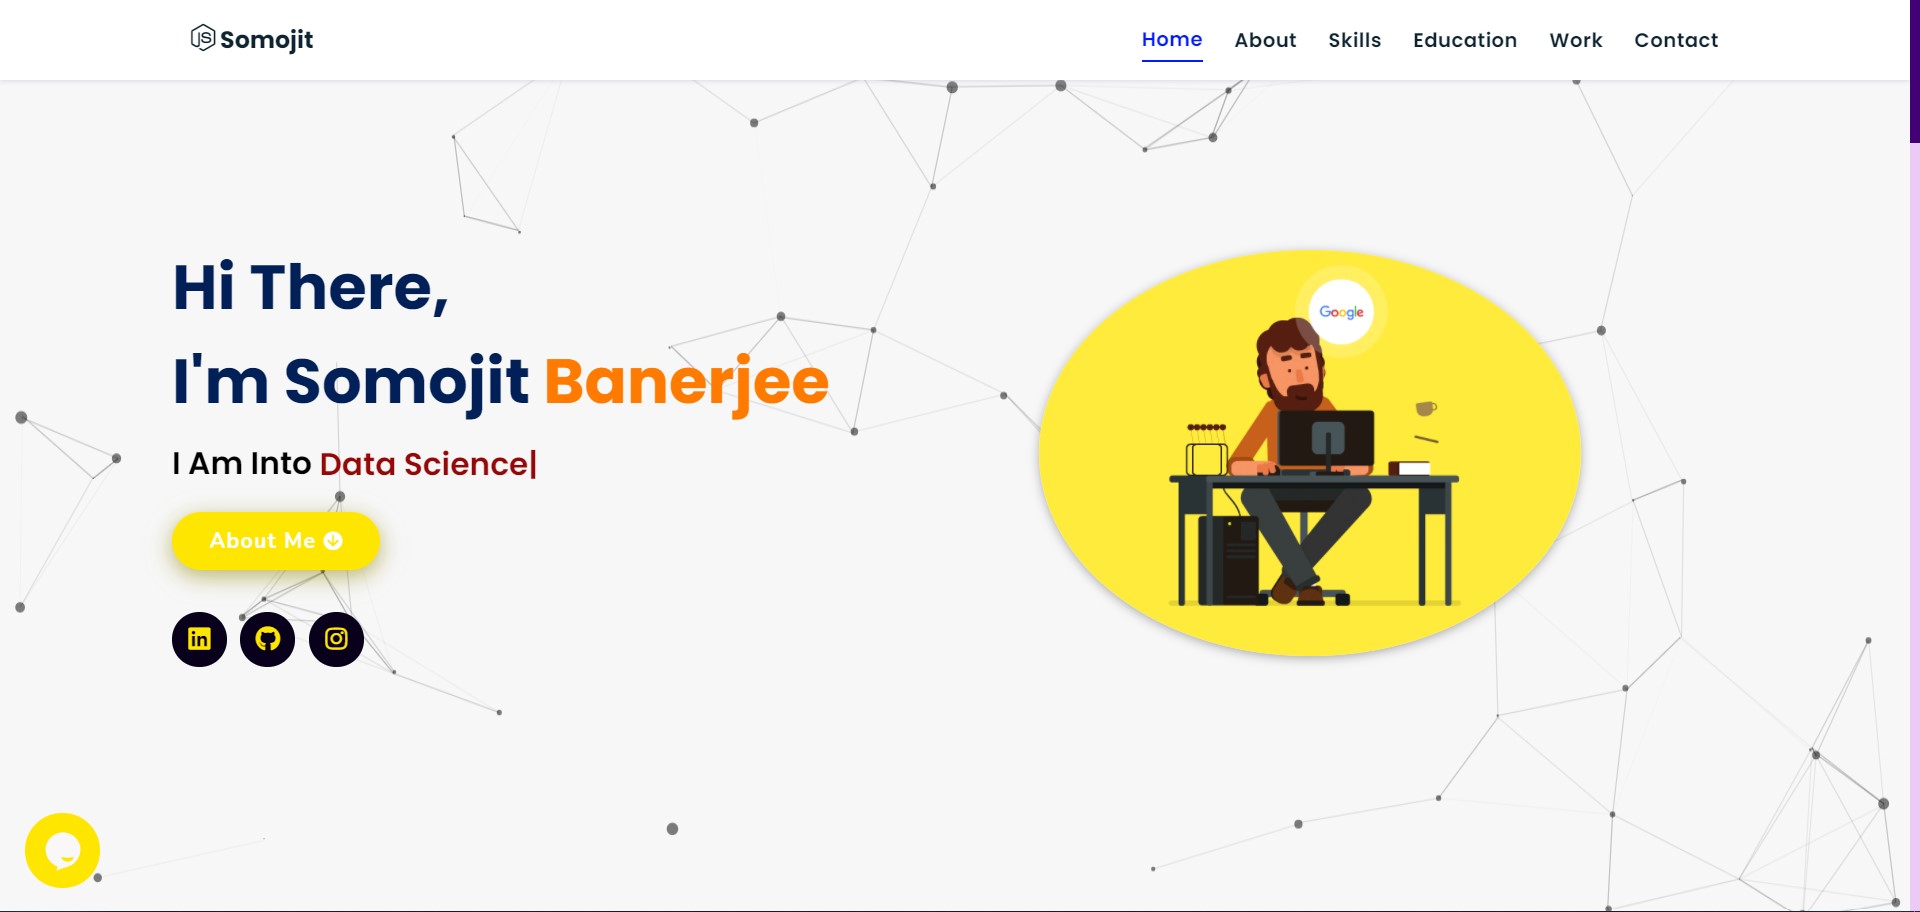 Somojit
Home About Skills Education Work Contact
Hi There,
I'm Somojit Banerjee
I Am Into Data Science|
About Me
Google